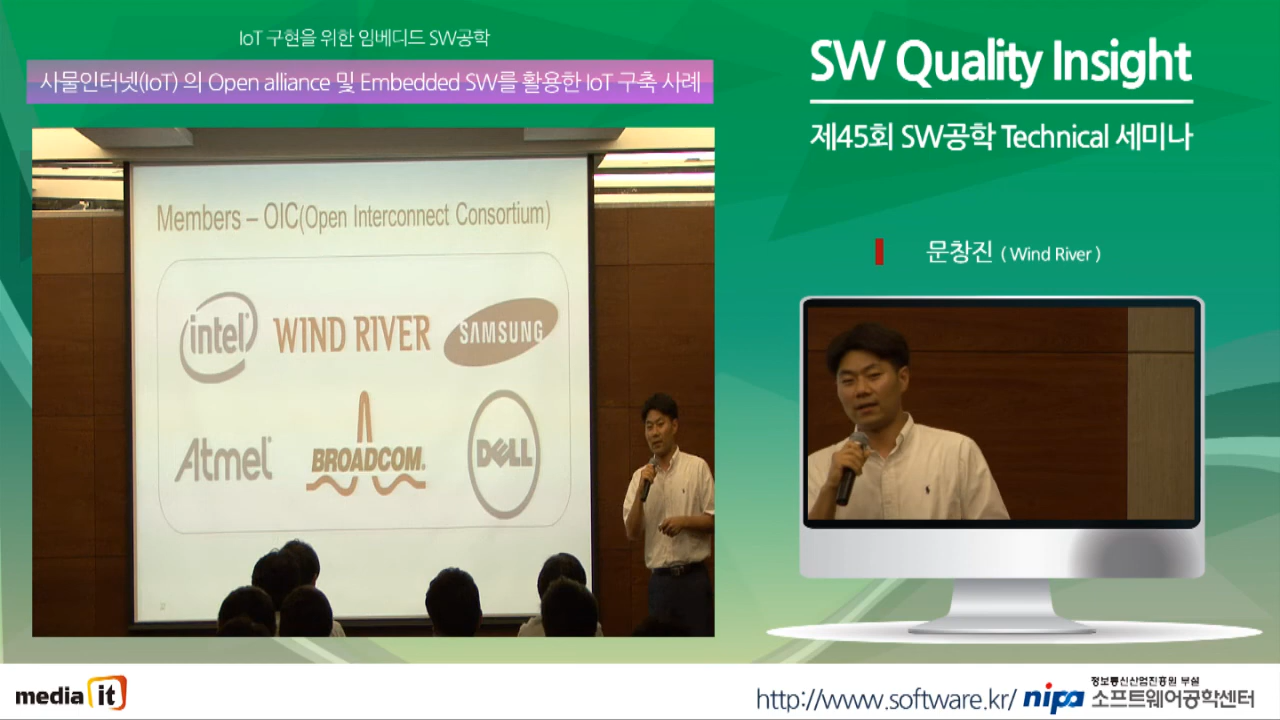 IoT 구현을 위한 임베디드 SW공학
사물인터넷(IoT) 의 Open alliance 및 Embedded SW를 활용한 IoT 구축 사례
SW Quality Insight
제45회 SW공학 Technical 세미나
문창진 ( Wind River )
Members – OIC(Open Interconnect Consortium)
intel WIND RIVER SAMSUNG
Atmel BROADCOM. DELL
media it
http://www.software.kr/
nipa
정보통신산업진흥원 부설
소프트웨어공학센터